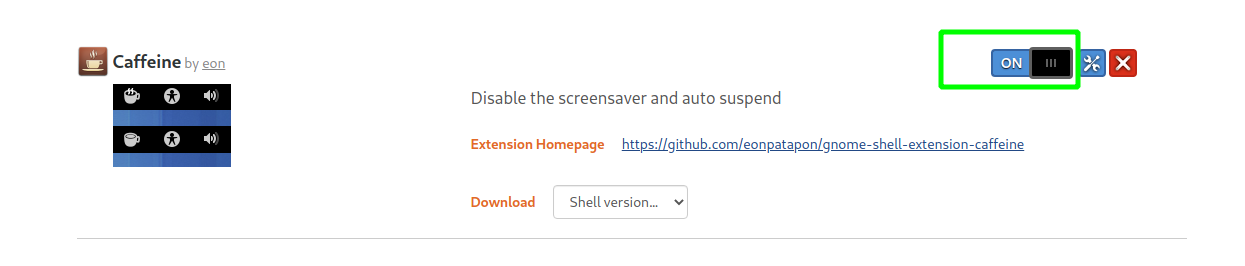 Caffeine by eon
ON
Disable the screensaver and auto suspend
Extension Homepage https://github.com/eonpatapon/gnome-shell-extension-caffeine
Download Shell version...